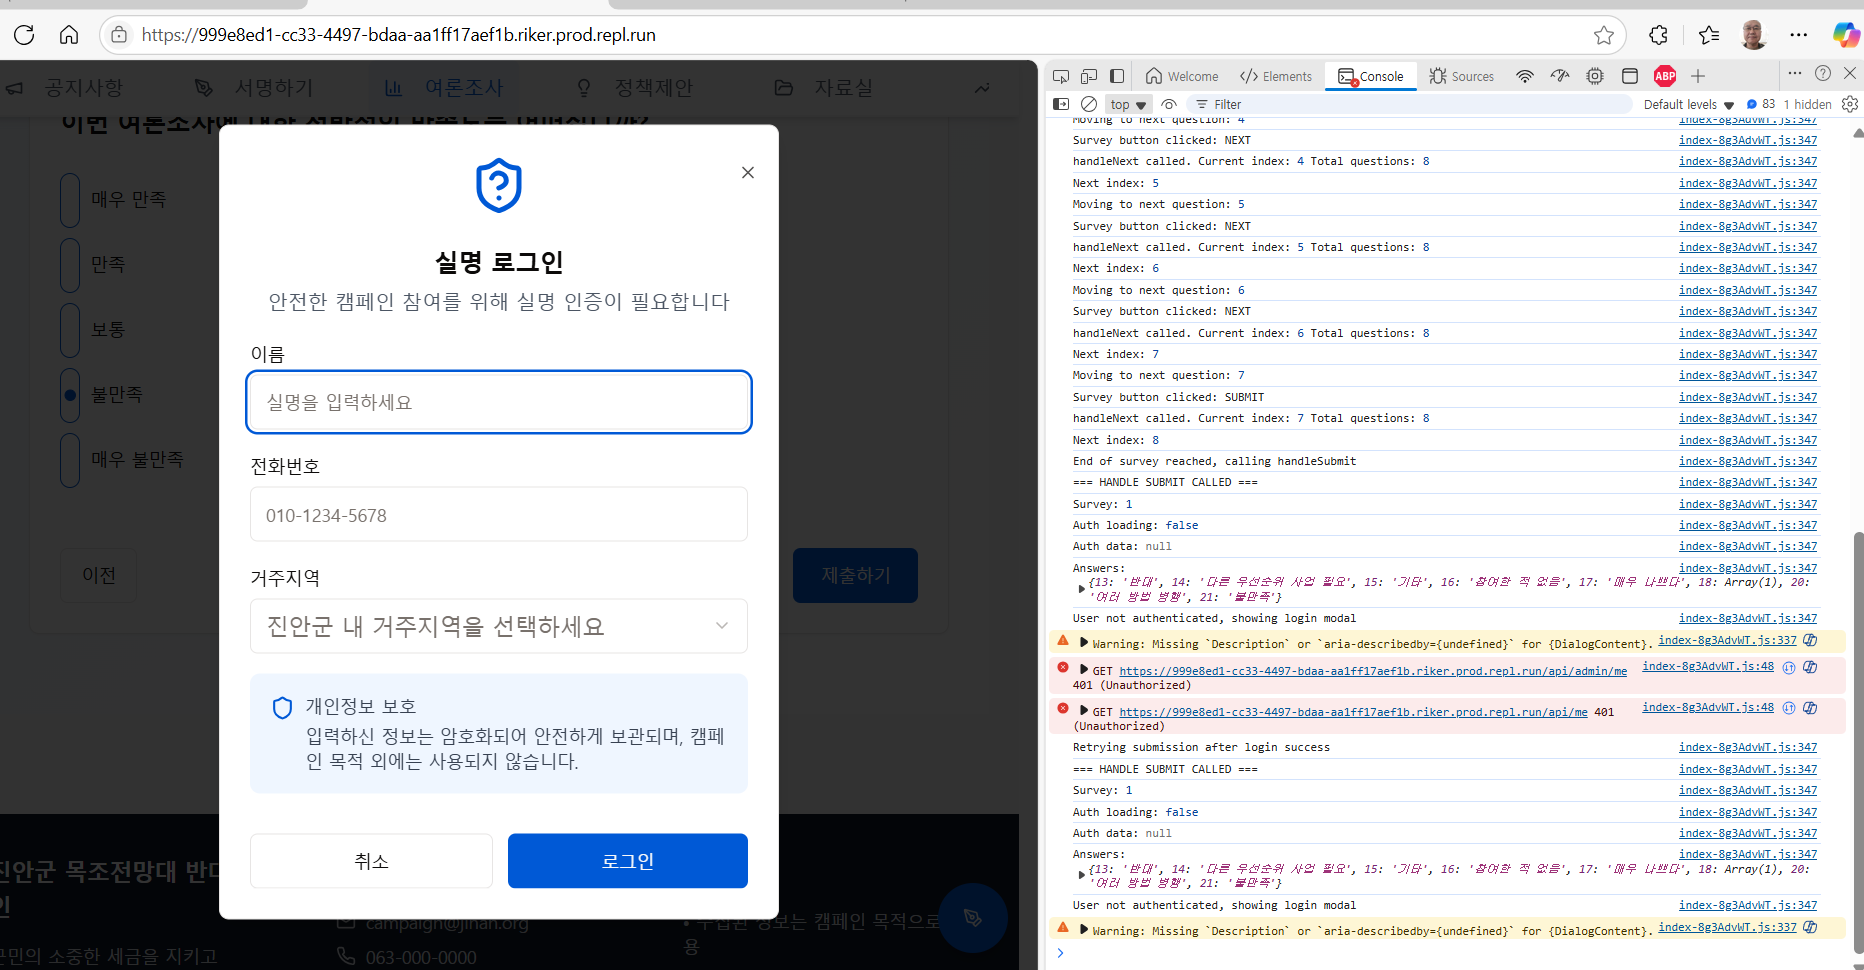 https://999e8ed1-cc33-4497-bdaa-aa1ff17aef1b.riker.prod.repl.run
공지사항 서명하기 여론조사 정책제안 자료실
이번 여론조사에 대한 전반적인 만족도는 어떠십니까?
매우 만족
만족
보통
불만족
매우 불만족
이전
제출하기
실명 로그인
안전한 캠페인 참여를 위해 실명 인증이 필요합니다
이름
실명을 입력하세요
전화번호
010-1234-5678
거주지역
진안군 내 거주지역을 선택하세요
개인정보 보호
입력하신 정보는 암호화되어 안전하게 보관되며, 캠페
인 목적 외에는 사용되지 않습니다.
취소
로그인
진안군 목조전망대 반대
인
군민의 소중한 세금을 지키고
campaign@jinan.org
063-000-0000
• 수집된 정보는 캠페인 목적으로
용
Welcome Elements Console Sources ABP
top Filter Default levels 83 1 hidden
Moving to next question: 4 index-8g3AdvWT.js:347
Survey button clicked: NEXT index-8g3AdvWT.js:347
handleNext called. Current index: 4 Total questions: 8 index-8g3AdvWT.js:347
Next index: 5 index-8g3AdvWT.js:347
Moving to next question: 5 index-8g3AdvWT.js:347
Survey button clicked: NEXT index-8g3AdvWT.js:347
handleNext called. Current index: 5 Total questions: 8 index-8g3AdvWT.js:347
Next index: 6 index-8g3AdvWT.js:347
Moving to next question: 6 index-8g3AdvWT.js:347
Survey button clicked: NEXT index-8g3AdvWT.js:347
handleNext called. Current index: 6 Total questions: 8 index-8g3AdvWT.js:347
Next index: 7 index-8g3AdvWT.js:347
Moving to next question: 7 index-8g3AdvWT.js:347
Survey button clicked: SUBMIT index-8g3AdvWT.js:347
handleNext called. Current index: 7 Total questions: 8 index-8g3AdvWT.js:347
Next index: 8 index-8g3AdvWT.js:347
End of survey reached, calling handleSubmit index-8g3AdvWT.js:347
=== HANDLE SUBMIT CALLED === index-8g3AdvWT.js:347
Survey: 1 index-8g3AdvWT.js:347
Auth loading: false index-8g3AdvWT.js:347
Auth data: null index-8g3AdvWT.js:347
Answers: index-8g3AdvWT.js:347
{13: '반대', 14: '다른 우선순위 사업 필요', 15: '기타', 16: '참여한 적 없음', 17: '매우 나쁘다', 18: Array(1), 20:
'여러 방법 병행', 21: '불만족'}
User not authenticated, showing login modal index-8g3AdvWT.js:347
Warning: Missing `Description` or `aria-describedby={undefined}` for {DialogContent}. index-8g3AdvWT.js:337
GET https://999e8ed1-cc33-4497-bdaa-aa1ff17aef1b.riker.prod.repl.run/api/admin/me index-8g3AdvWT.js:48
401 (Unauthorized)
GET https://999e8ed1-cc33-4497-bdaa-aa1ff17aef1b.riker.prod.repl.run/api/me 401 index-8g3AdvWT.js:48
(Unauthorized)
Retrying submission after login success index-8g3AdvWT.js:347
=== HANDLE SUBMIT CALLED === index-8g3AdvWT.js:347
Survey: 1 index-8g3AdvWT.js:347
Auth loading: false index-8g3AdvWT.js:347
Auth data: null index-8g3AdvWT.js:347
Answers: index-8g3AdvWT.js:347
{13: '반대', 14: '다른 우선순위 사업 필요', 15: '기타', 16: '참여한 적 없음', 17: '매우 나쁘다', 18: Array(1), 20:
'여러 방법 병행', 21: '불만족'}
User not authenticated, showing login modal index-8g3AdvWT.js:347
Warning: Missing `Description` or `aria-describedby={undefined}` for {DialogContent}. index-8g3AdvWT.js:337